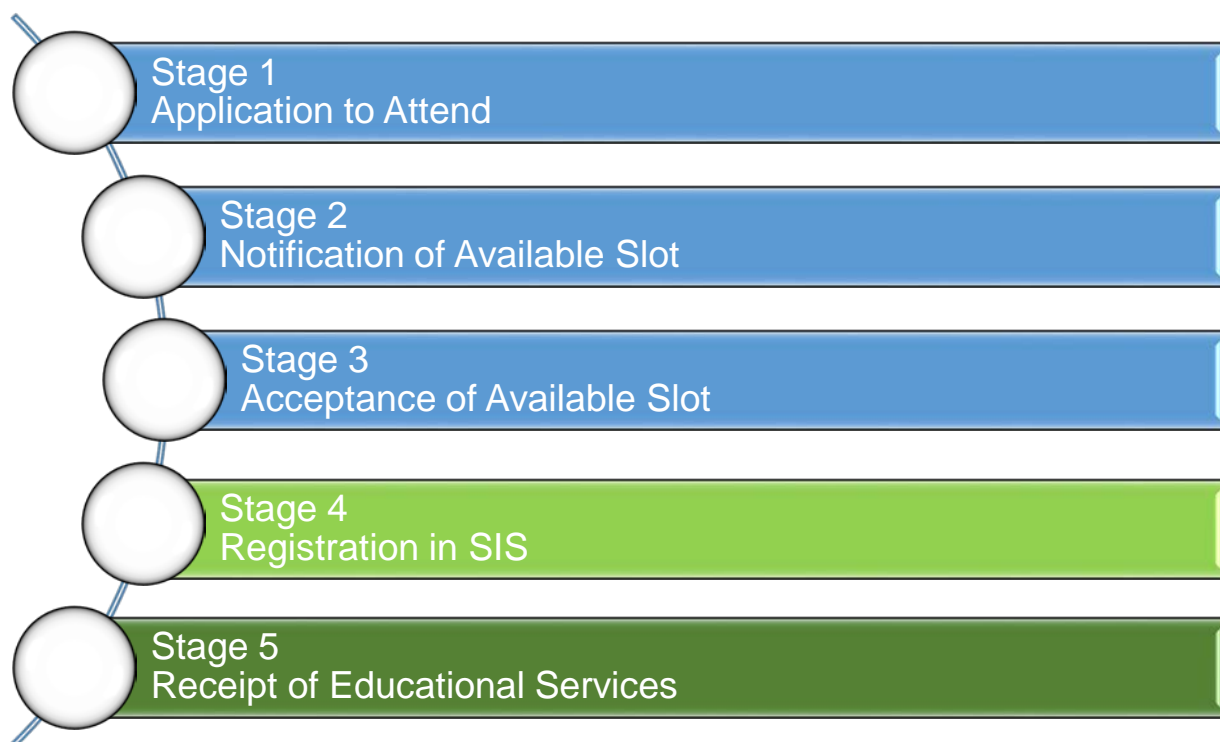 Stage 1
Application to Attend
Stage 2
Notification of Available Slot
Stage 3
Acceptance of Available Slot
Stage 4
Registration in SIS
Stage 5
Receipt of Educational Services